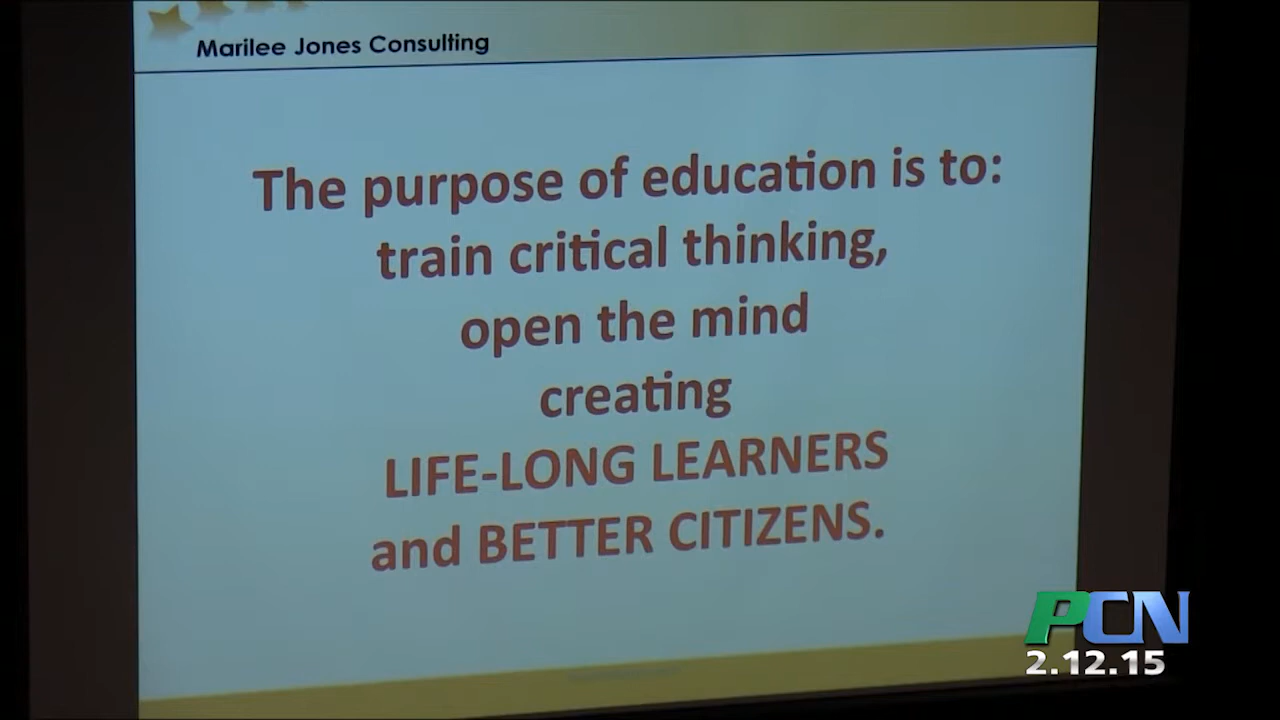 Marilee Jones Consulting
The purpose of education is to:
train critical thinking,
open the mind
creating
LIFE-LONG LEARNERS
and BETTER CITIZENS.
PCN
2.12.15